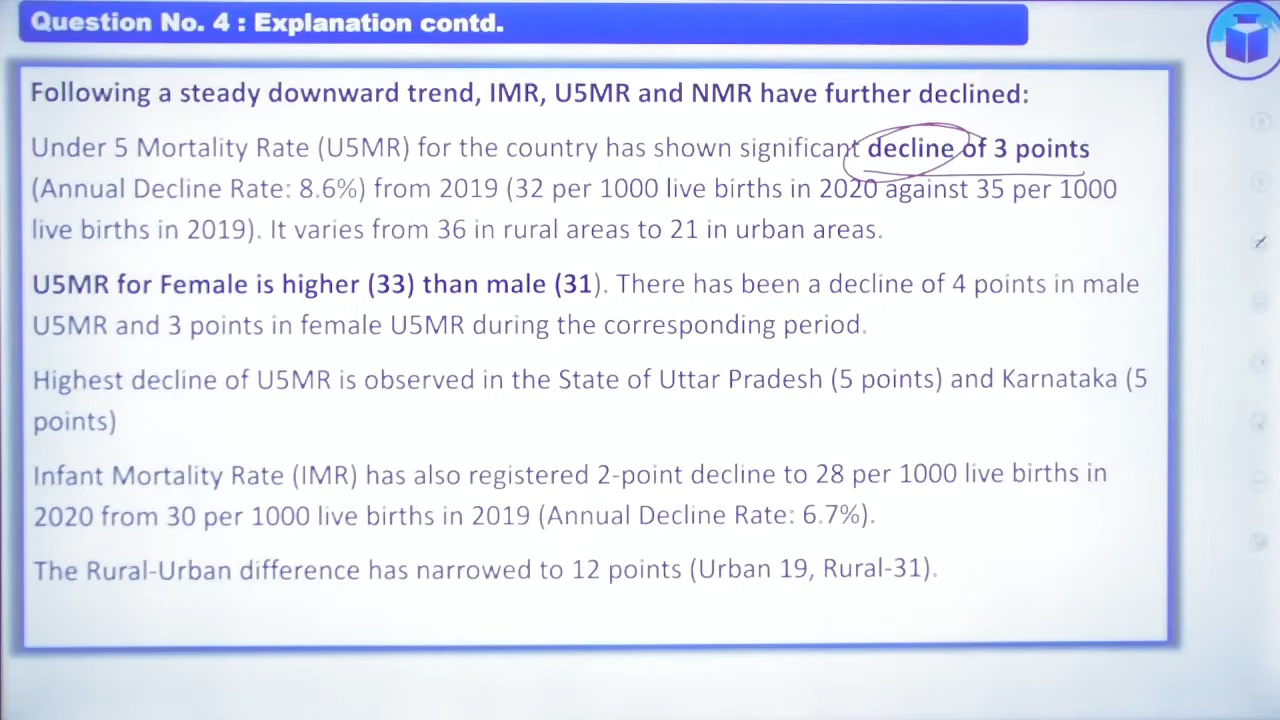 Question No. 4 : Explanation contd.
Following a steady downward trend, IMR, U5MR and NMR have further declined:
Under 5 Mortality Rate (U5MR) for the country has shown significant decline of 3 points
(Annual Decline Rate: 8.6%) from 2019 (32 per 1000 live births in 2020 against 35 per 1000
live births in 2019). It varies from 36 in rural areas to 21 in urban areas.
U5MR for Female is higher (33) than male (31). There has been a decline of 4 points in male
U5MR and 3 points in female U5MR during the corresponding period.
Highest decline of U5MR is observed in the State of Uttar Pradesh (5 points) and Karnataka (5
points)
Infant Mortality Rate (IMR) has also registered 2-point decline to 28 per 1000 live births in
2020 from 30 per 1000 live births in 2019 (Annual Decline Rate: 6.7%).
The Rural-Urban difference has narrowed to 12 points (Urban 19, Rural-31).